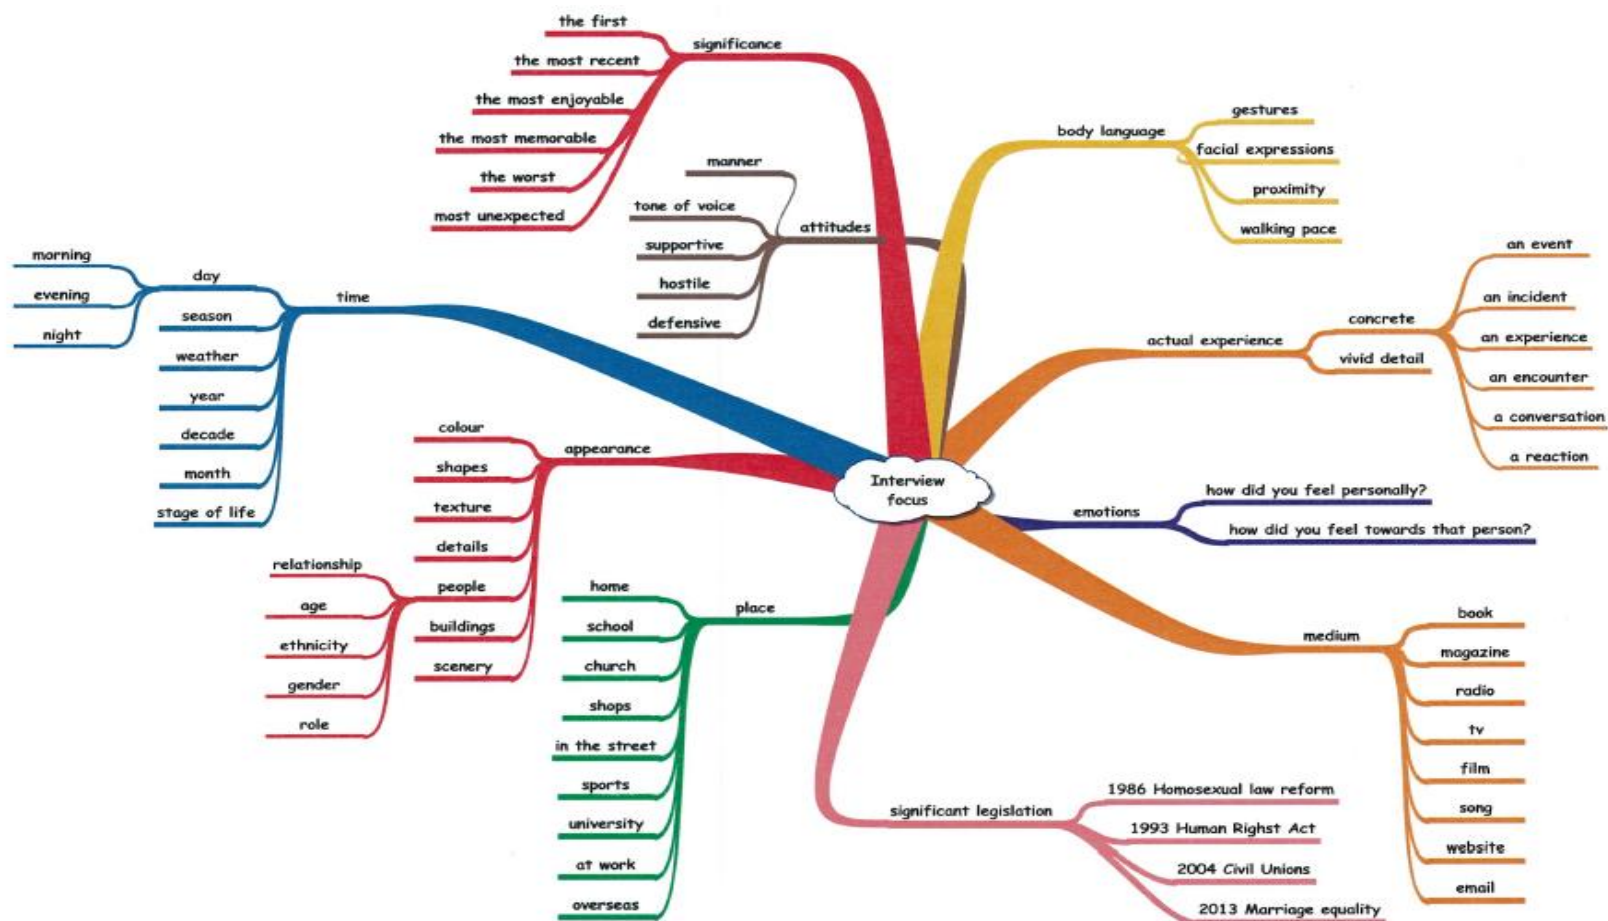 Interview
focus
significance
the first
the most recent
the most enjoyable
the most memorable
the worst
most unexpected
body language
gestures
facial expressions
proximity
walking pace
attitudes
manner
tone of voice
supportive
hostile
defensive
actual experience
concrete
an event
an incident
an experience
an encounter
a conversation
a reaction
vivid detail
time
day
morning
evening
night
season
weather
year
decade
month
stage of life
appearance
colour
shapes
texture
details
people
relationship
age
ethnicity
gender
role
buildings
scenery
emotions
how did you feel personally?
how did you feel towards that person?
place
home
school
church
shops
in the street
sports
university
at work
overseas
medium
book
magazine
radio
tv
film
song
website
email
significant legislation
1986 Homosexual law reform
1993 Human Righst Act
2004 Civil Unions
2013 Marriage equality